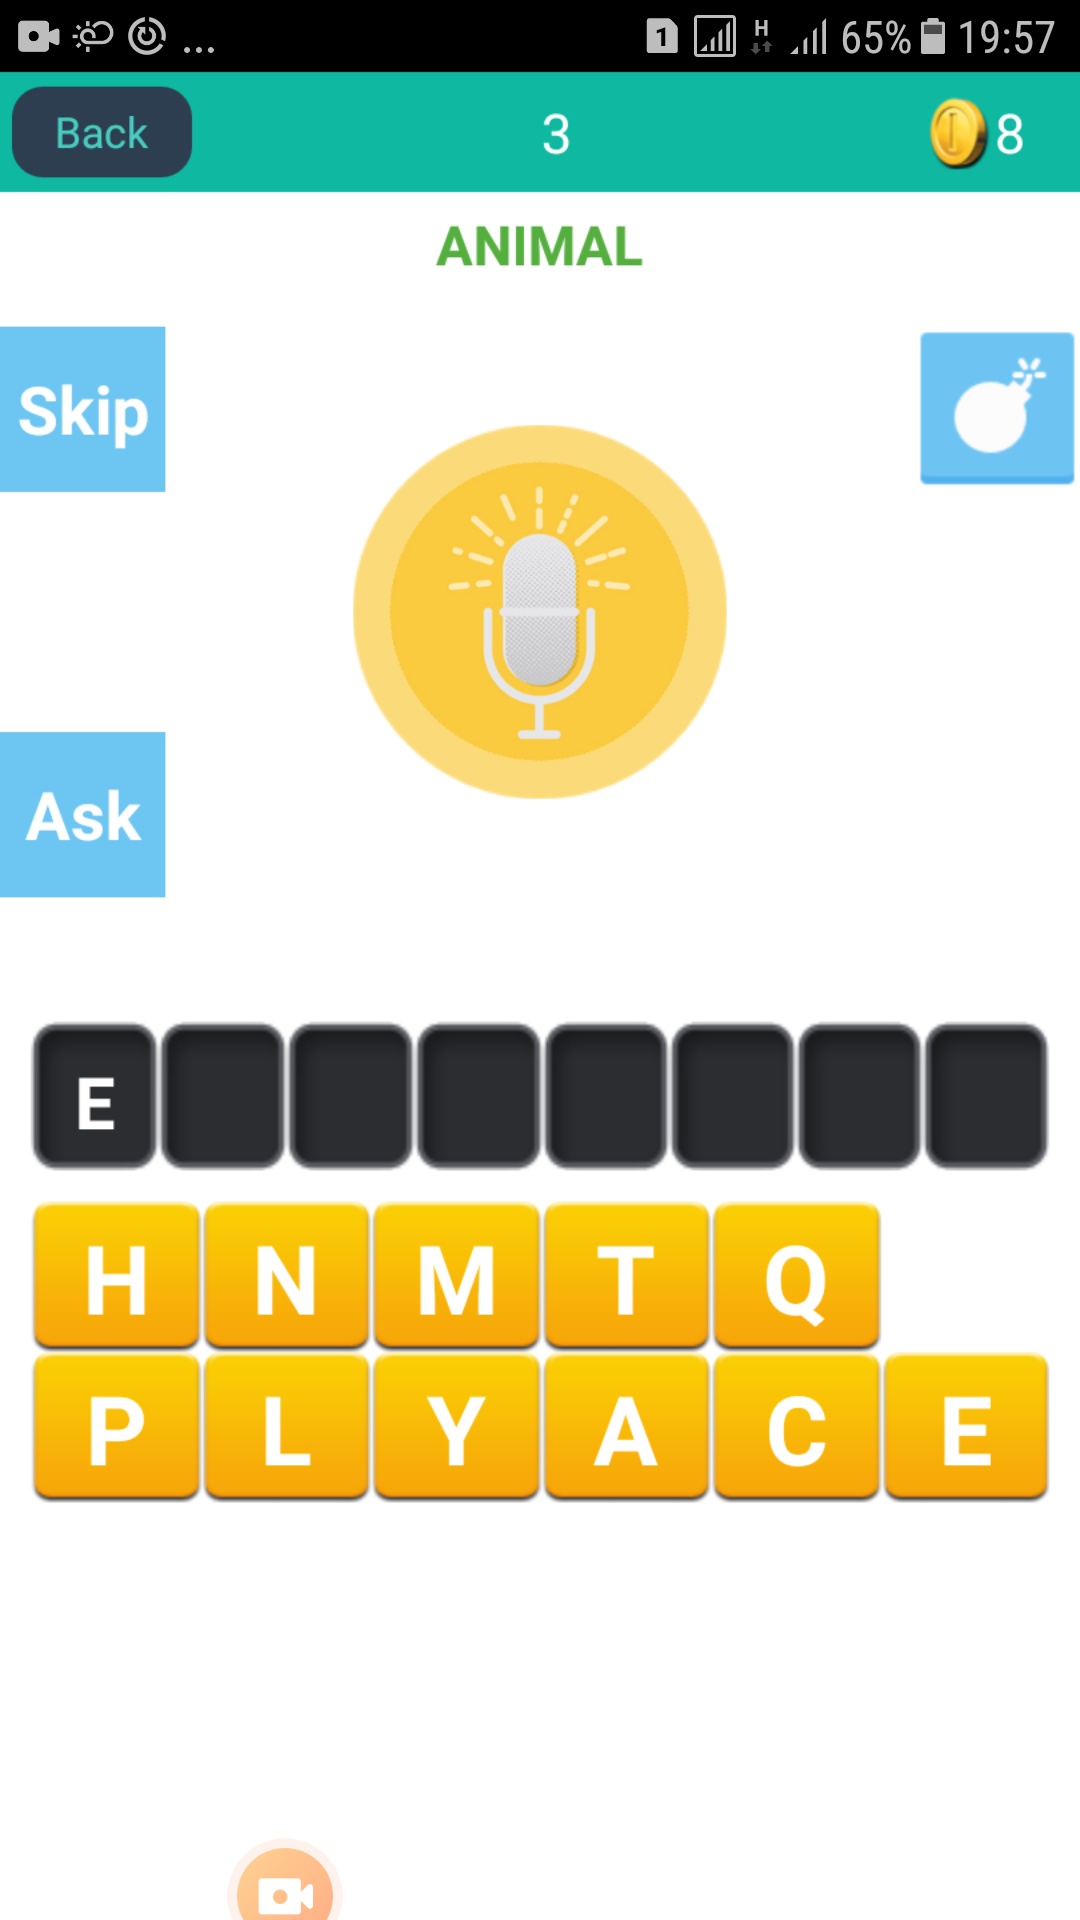 ... 1 H 65% 19:57
Back 3 8
ANIMAL
Skip
Ask
E
H N M T Q
P L Y A C E